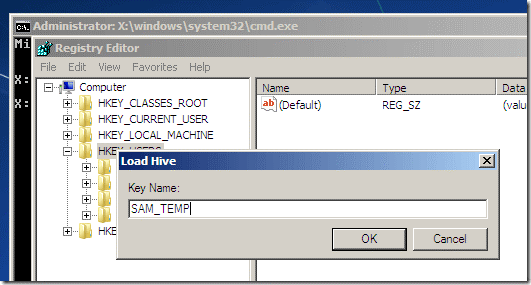 Administrator: X:\windows\system32\cmd.exe
Mi
Registry Editor
File Edit View Favorites Help
X:
X:
Computer
HKEY_CLASSES_ROOT
HKEY_CURRENT_USER
HKEY_LOCAL_MACHINE
HKEY_USERS
HKE
Name Type Data
ab (Default) REG_SZ (valu
Load Hive
Key Name:
SAM_TEMP
OK Cancel